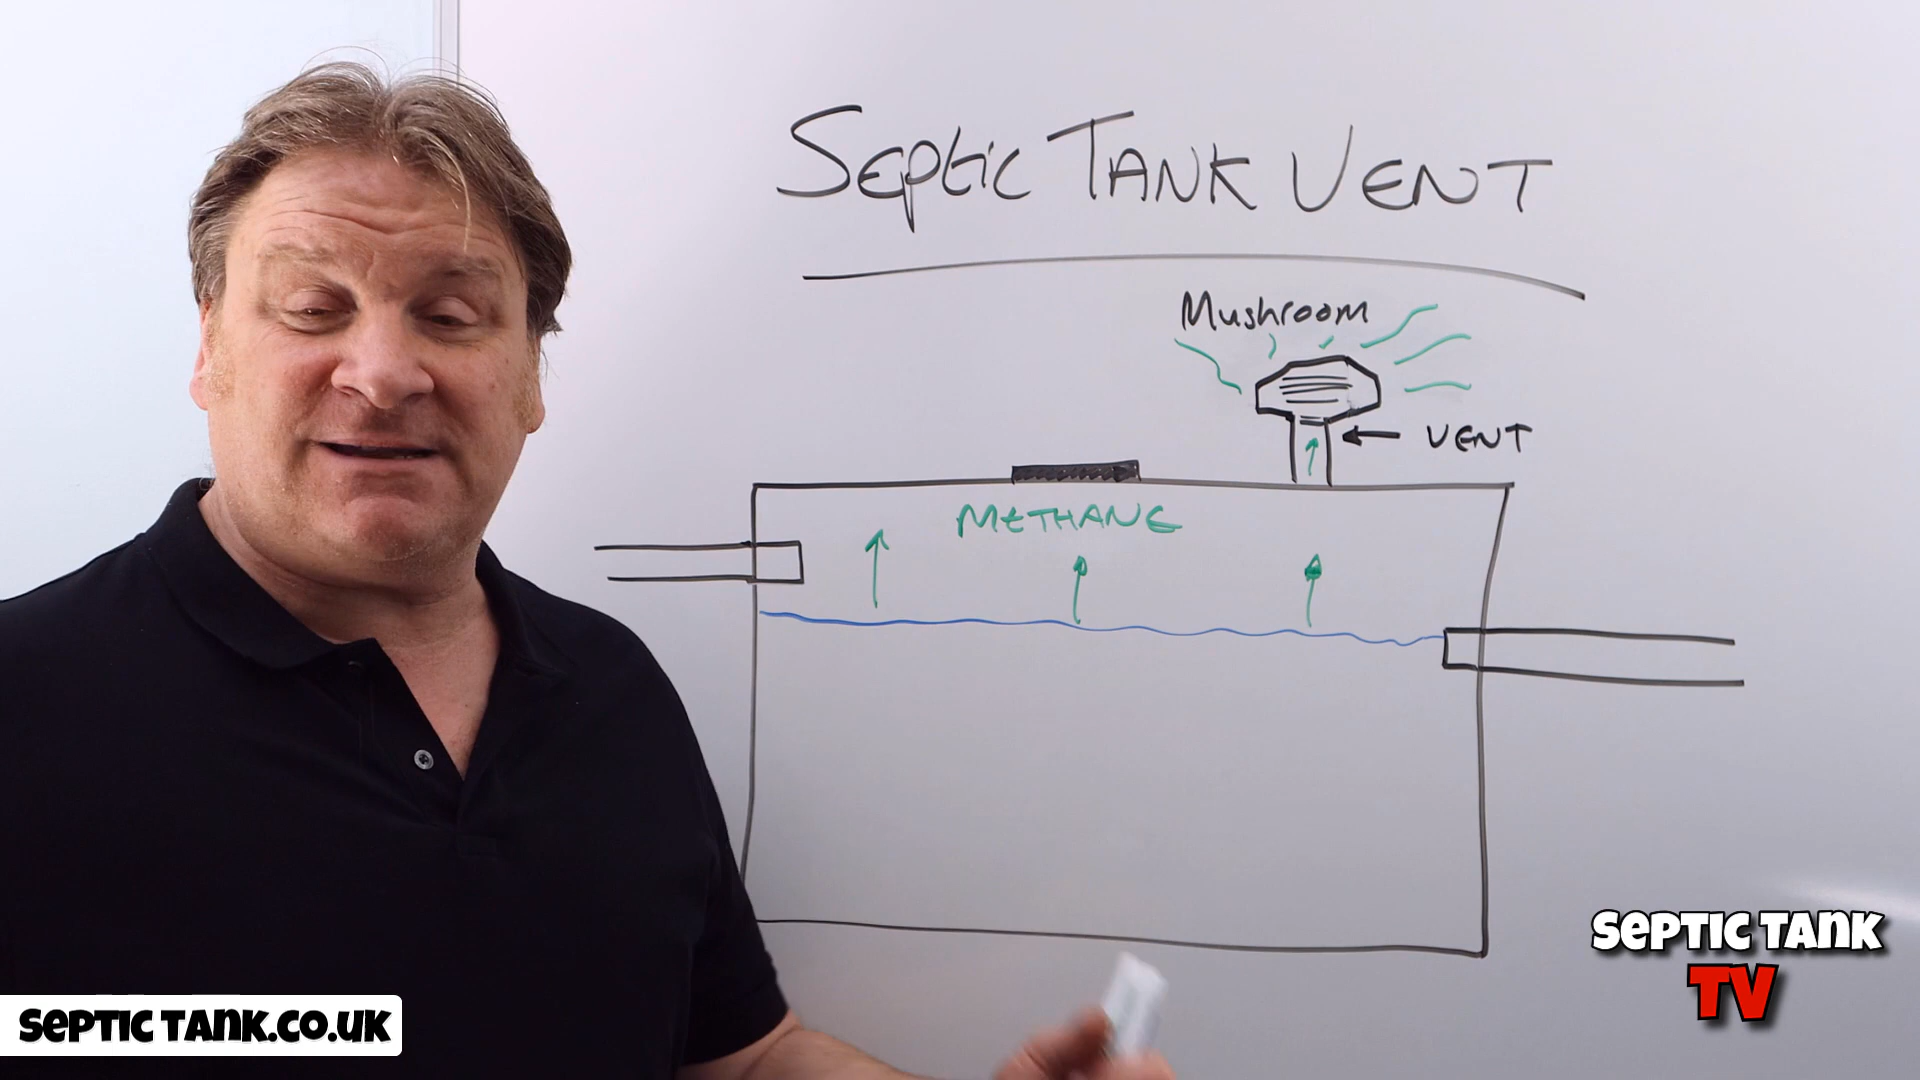 SEPtic TANK VENT
Mushroom
VENT
METHANE
SEPTIC TANK
TV
SEPTIC TANK.CO.UK